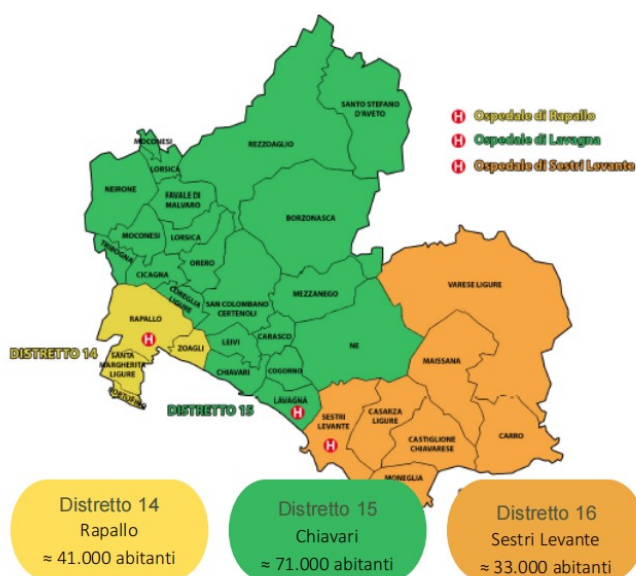 SANTO STEFANO
D'AVETO
H Ospedale di Rapallo
H Ospedale di Lavagna
H Ospedale di Sestri Levante
MOCONESI
REZZOAGLIO
LORSICA
NEIRONE
FAVALE DI
MALVARO
BORZONASCA
MOCONESI
LORSICA
TRIBOGNA
ORERO
CICAGNA
COREGLIA
LIGURE
MEZZANEGO
VARESE LIGURE
SAN COLOMBANO
CERTENOLI
RAPALLO
H
ZOAGLI
LEIVI
CARASCO
NE
DISTRETTO 14
SANTA
MARGHERITA
LIGURE
CHIAVARI
COGORNO
MAISSANA
PORTOFINO
DISTRETTO 15
LAVAGNA
H
SESTRI
LEVANTE
H
CASARZA
LIGURE
CASTIGLIONE
CHIAVARESE
CARRO
MONEGLIA
Distretto 14
Rapallo
≈ 41.000 abitanti
Distretto 15
Chiavari
≈ 71.000 abitanti
Distretto 16
Sestri Levante
≈ 33.000 abitanti